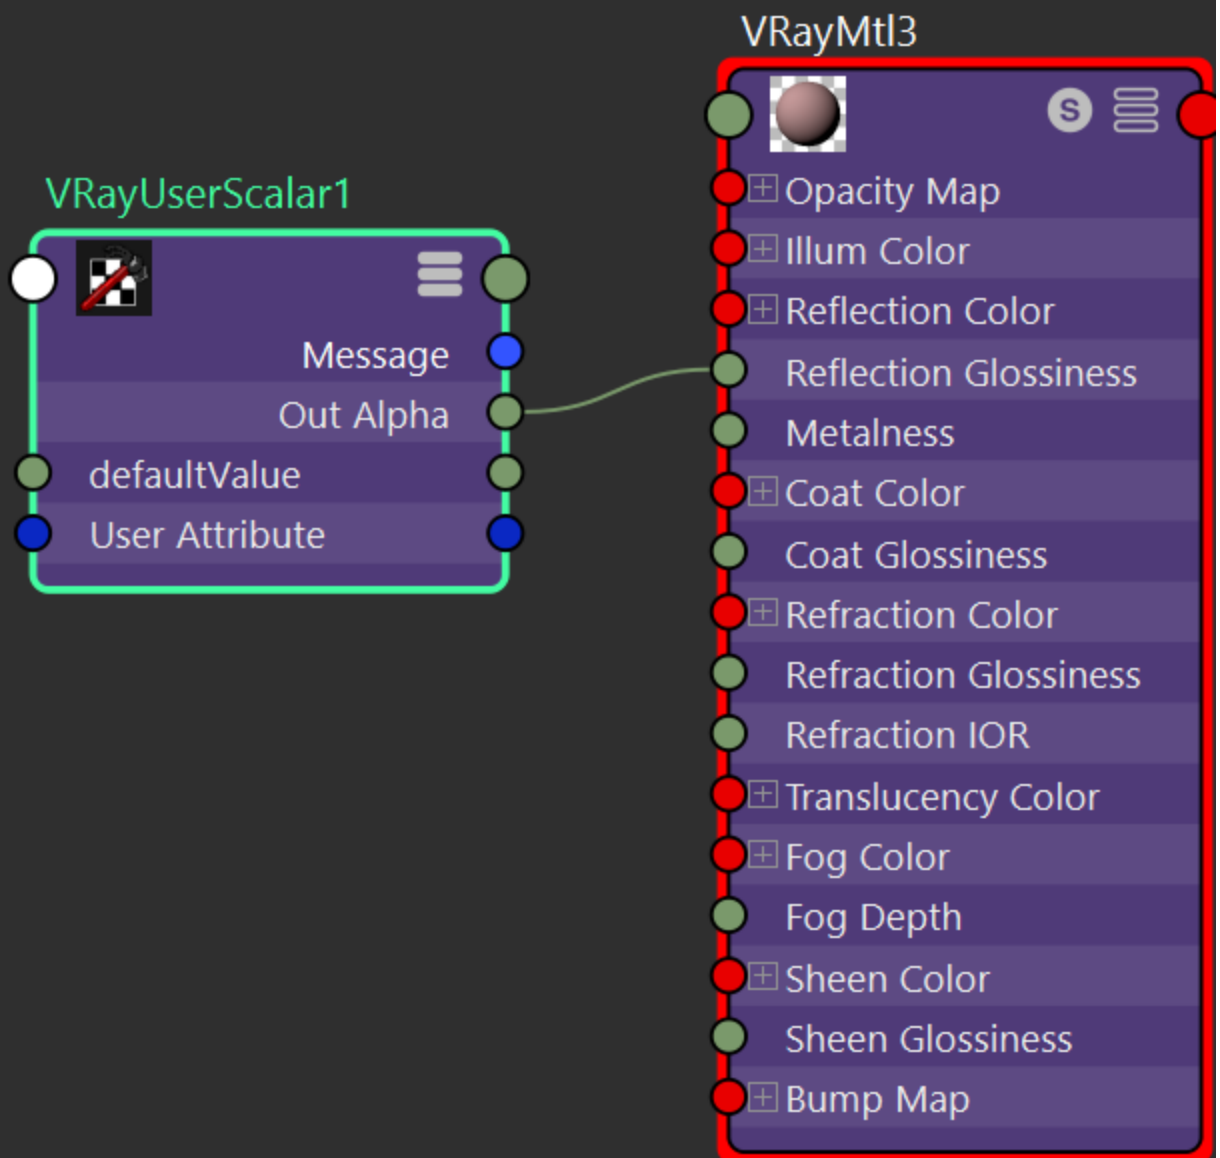 VRayUserScalar1
Message
Out Alpha
defaultValue
User Attribute
VRayMtl3
S
Opacity Map
Illum Color
Reflection Color
Reflection Glossiness
Metalness
Coat Color
Coat Glossiness
Refraction Color
Refraction Glossiness
Refraction IOR
Translucency Color
Fog Color
Fog Depth
Sheen Color
Sheen Glossiness
Bump Map